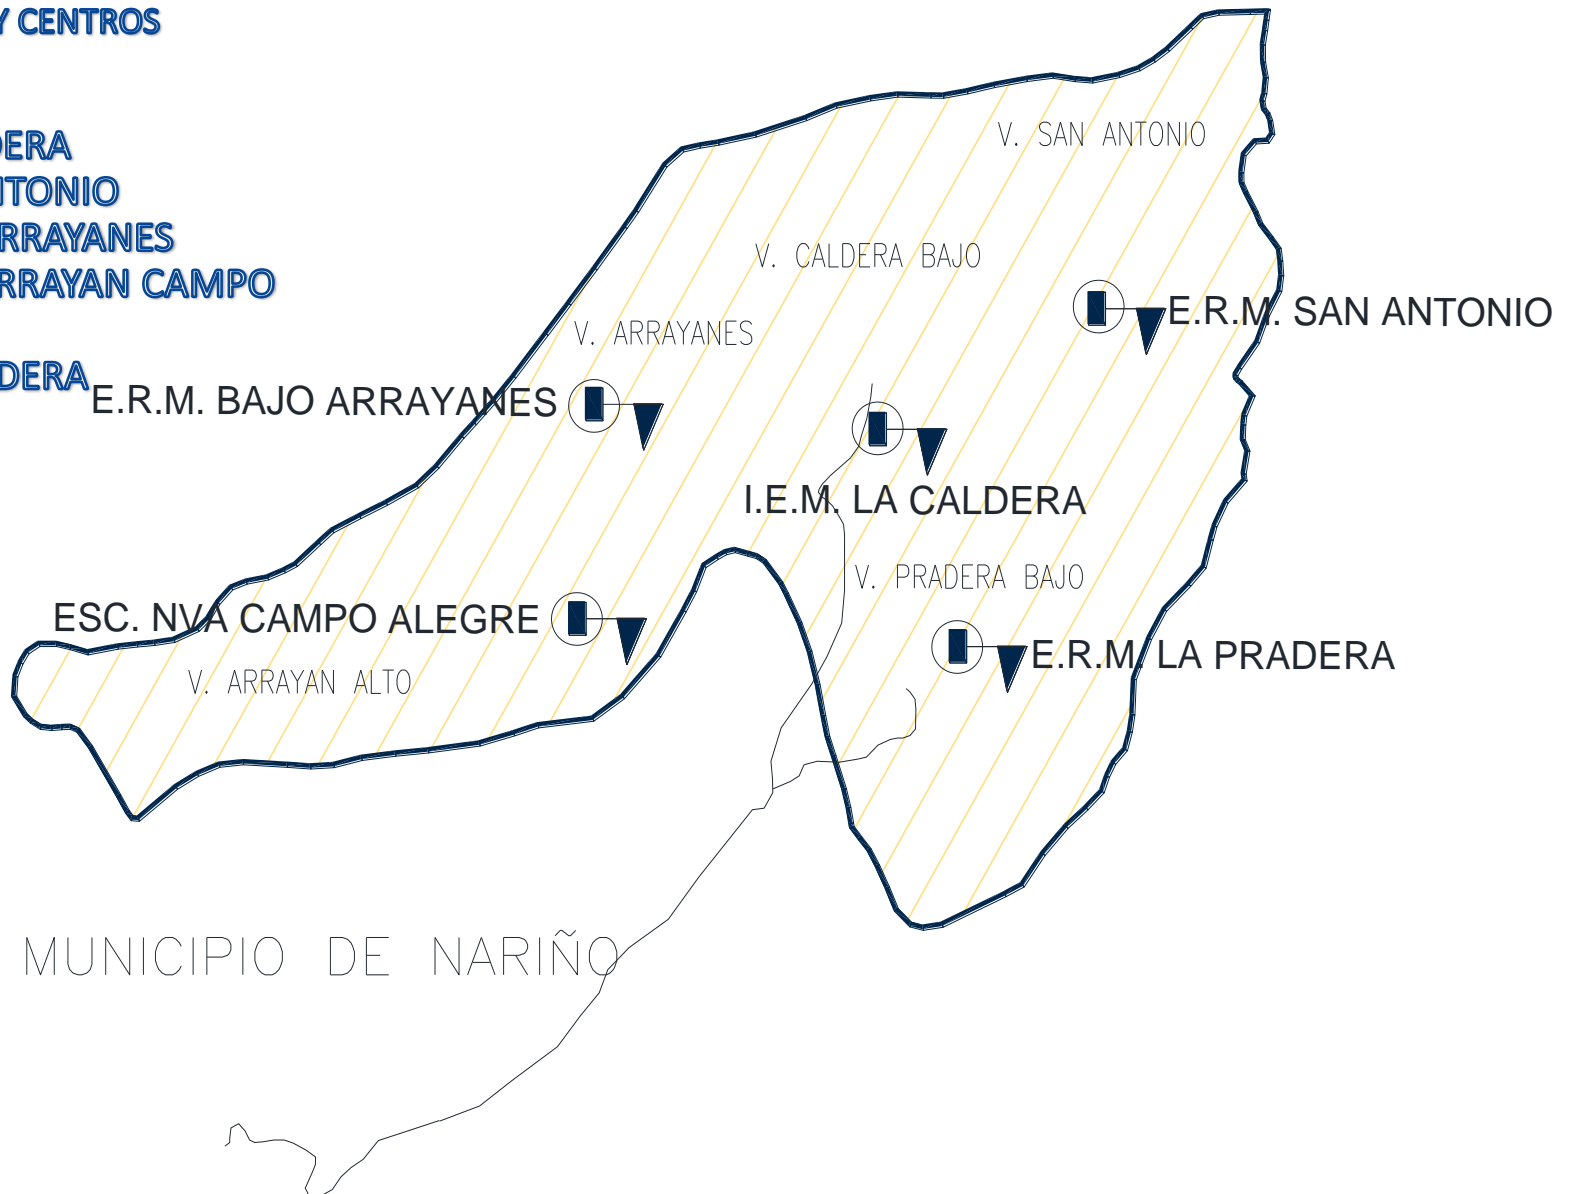 Y CENTROS
DERA
NTONIO
RRAYANES
RRAYAN CAMPO
DERA
V. SAN ANTONIO
V. CALDERA BAJO
E.R.M. SAN ANTONIO
V. ARRAYANES
E.R.M. BAJO ARRAYANES
I.E.M. LA CALDERA
V. PRADERA BAJO
ESC. NVA CAMPO ALEGRE
E.R.M. LA PRADERA
V. ARRAYAN ALTO
MUNICIPIO DE NARIÑO